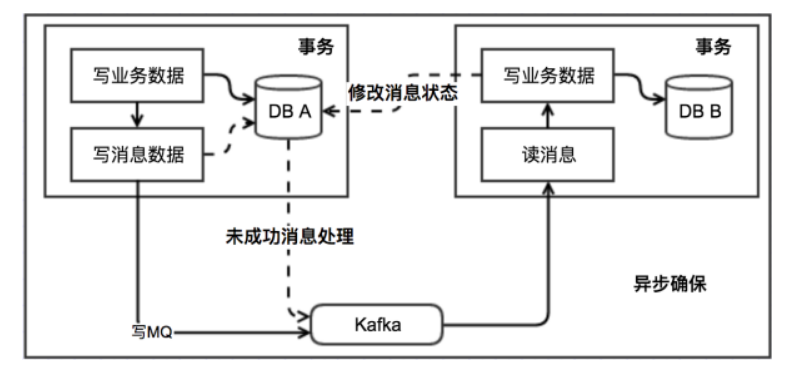 事务
事务
写业务数据
写业务数据
修改消息状态
DB A
DB B
写消息数据
读消息
未成功消息处理
异步确保
写MQ
Kafka